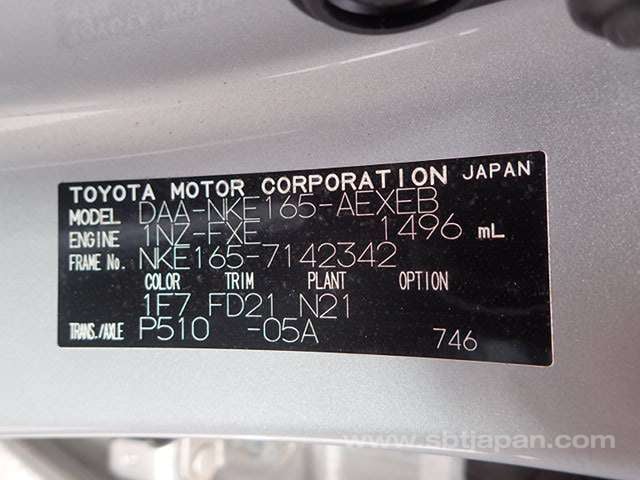 TOYOTA MOTOR CORPORATION JAPAN
MODEL DAA-NKE165-AEXEB
ENGINE 1NZ-FXE 1496 mL
FRAME No. NKE165-7142342
COLOR TRIM PLANT OPTION
1F7 FD21 N21
TRANS./AXLE P510 -05A 746
www.sbtjapan.com